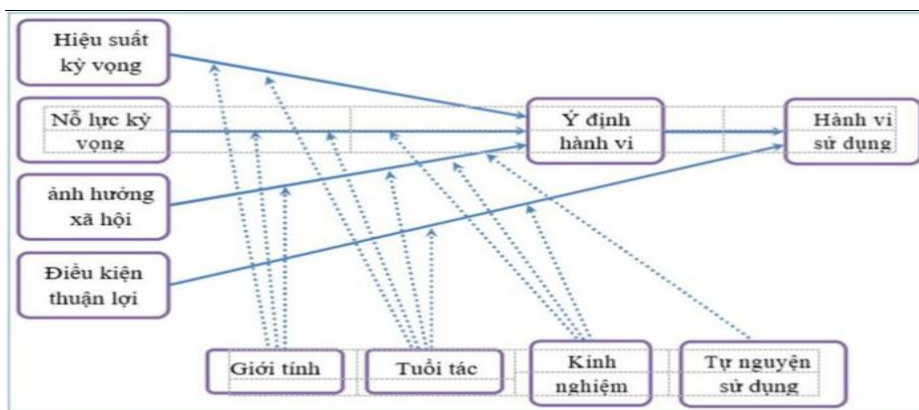 Hiệu suất
kỳ vọng
Nỗ lực kỳ
vọng
Ý định
hành vi
Hành vi
sử dụng
ảnh hưởng
xã hội
Điều kiện
thuận lợi
Giới tính
Tuổi tác
Kinh
nghiệm
Tự nguyện
sử dụng